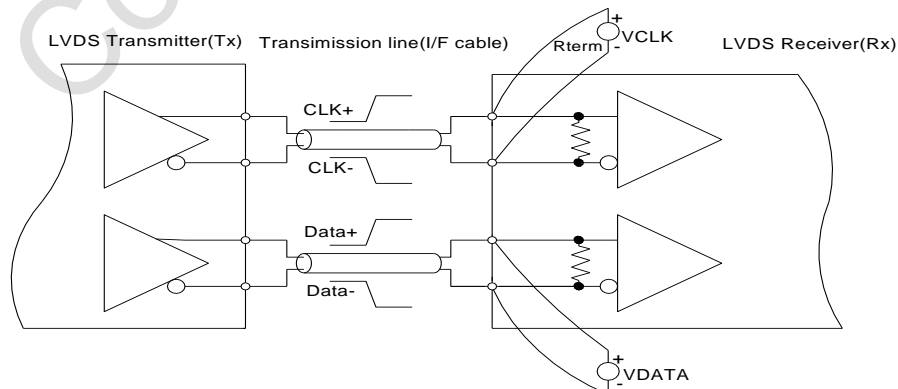 +
VCLK
-
LVDS Transmitter(Tx)
Transimission line(I/F cable)
Rterm
LVDS Receiver(Rx)
CLK+
CLK-
Data+
Data-
+
VDATA
-